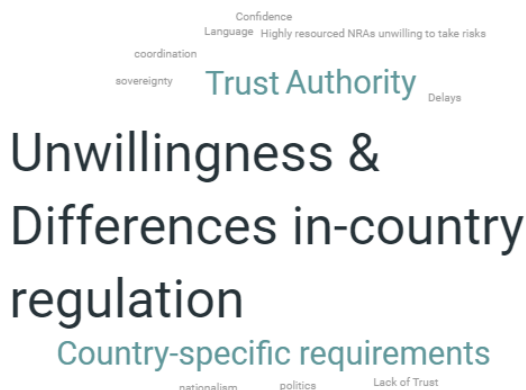 Confidence
Language Highly resourced NRAs unwilling to take risks
coordination
sovereignty Trust Authority
Delays
Unwillingness &
Differences in-country
regulation
Country-specific requirements
nationalism politics Lack of Trust